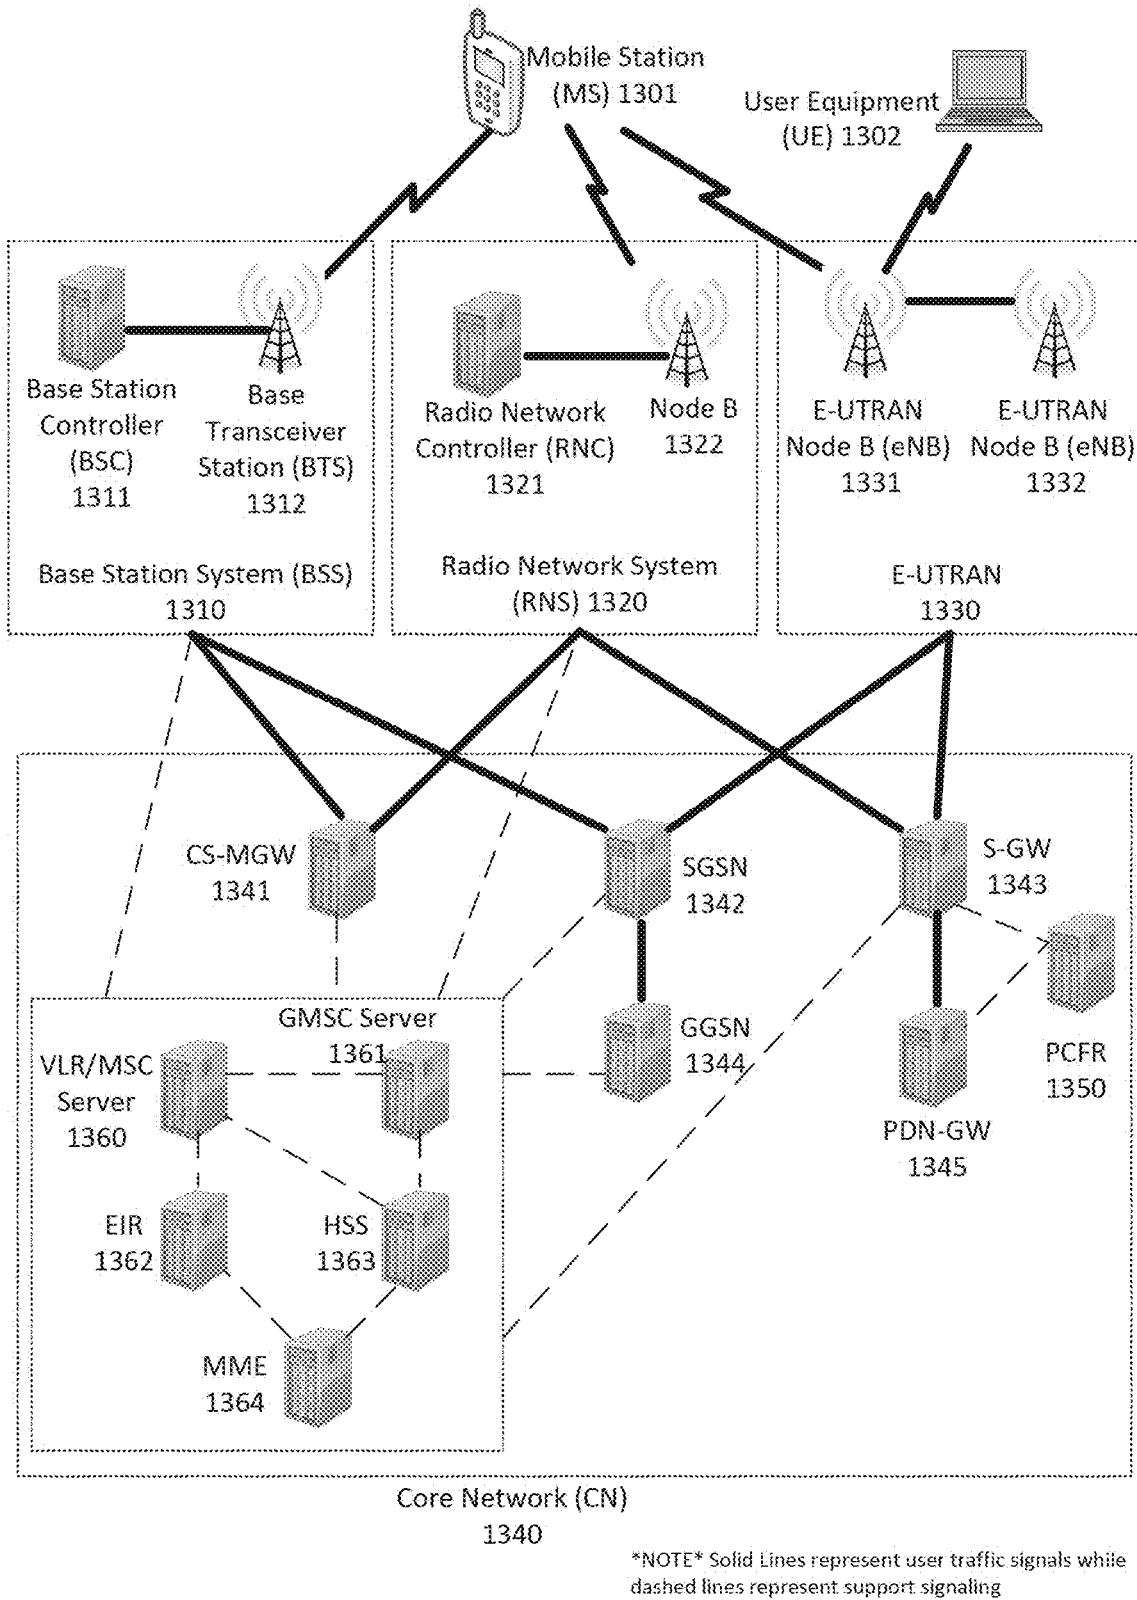 Mobile Station
(MS) 1301
User Equipment
(UE) 1302
Base Station
Controller
(BSC)
1311
Base
Transceiver
Station (BTS)
1312
Base Station System (BSS)
1310
Radio Network
Controller (RNC)
1321
Node B
1322
Radio Network System
(RNS) 1320
E-UTRAN
Node B (eNB)
1331
E-UTRAN
Node B (eNB)
1332
E-UTRAN
1330
CS-MGW
1341
SGSN
1342
S-GW
1343
GMSC Server
1361
VLR/MSC
Server
1360
GGSN
1344
PCFR
1350
PDN-GW
1345
EIR
1362
HSS
1363
MME
1364
Core Network (CN)
1340
*NOTE* Solid Lines represent user traffic signals while
dashed lines represent support signaling